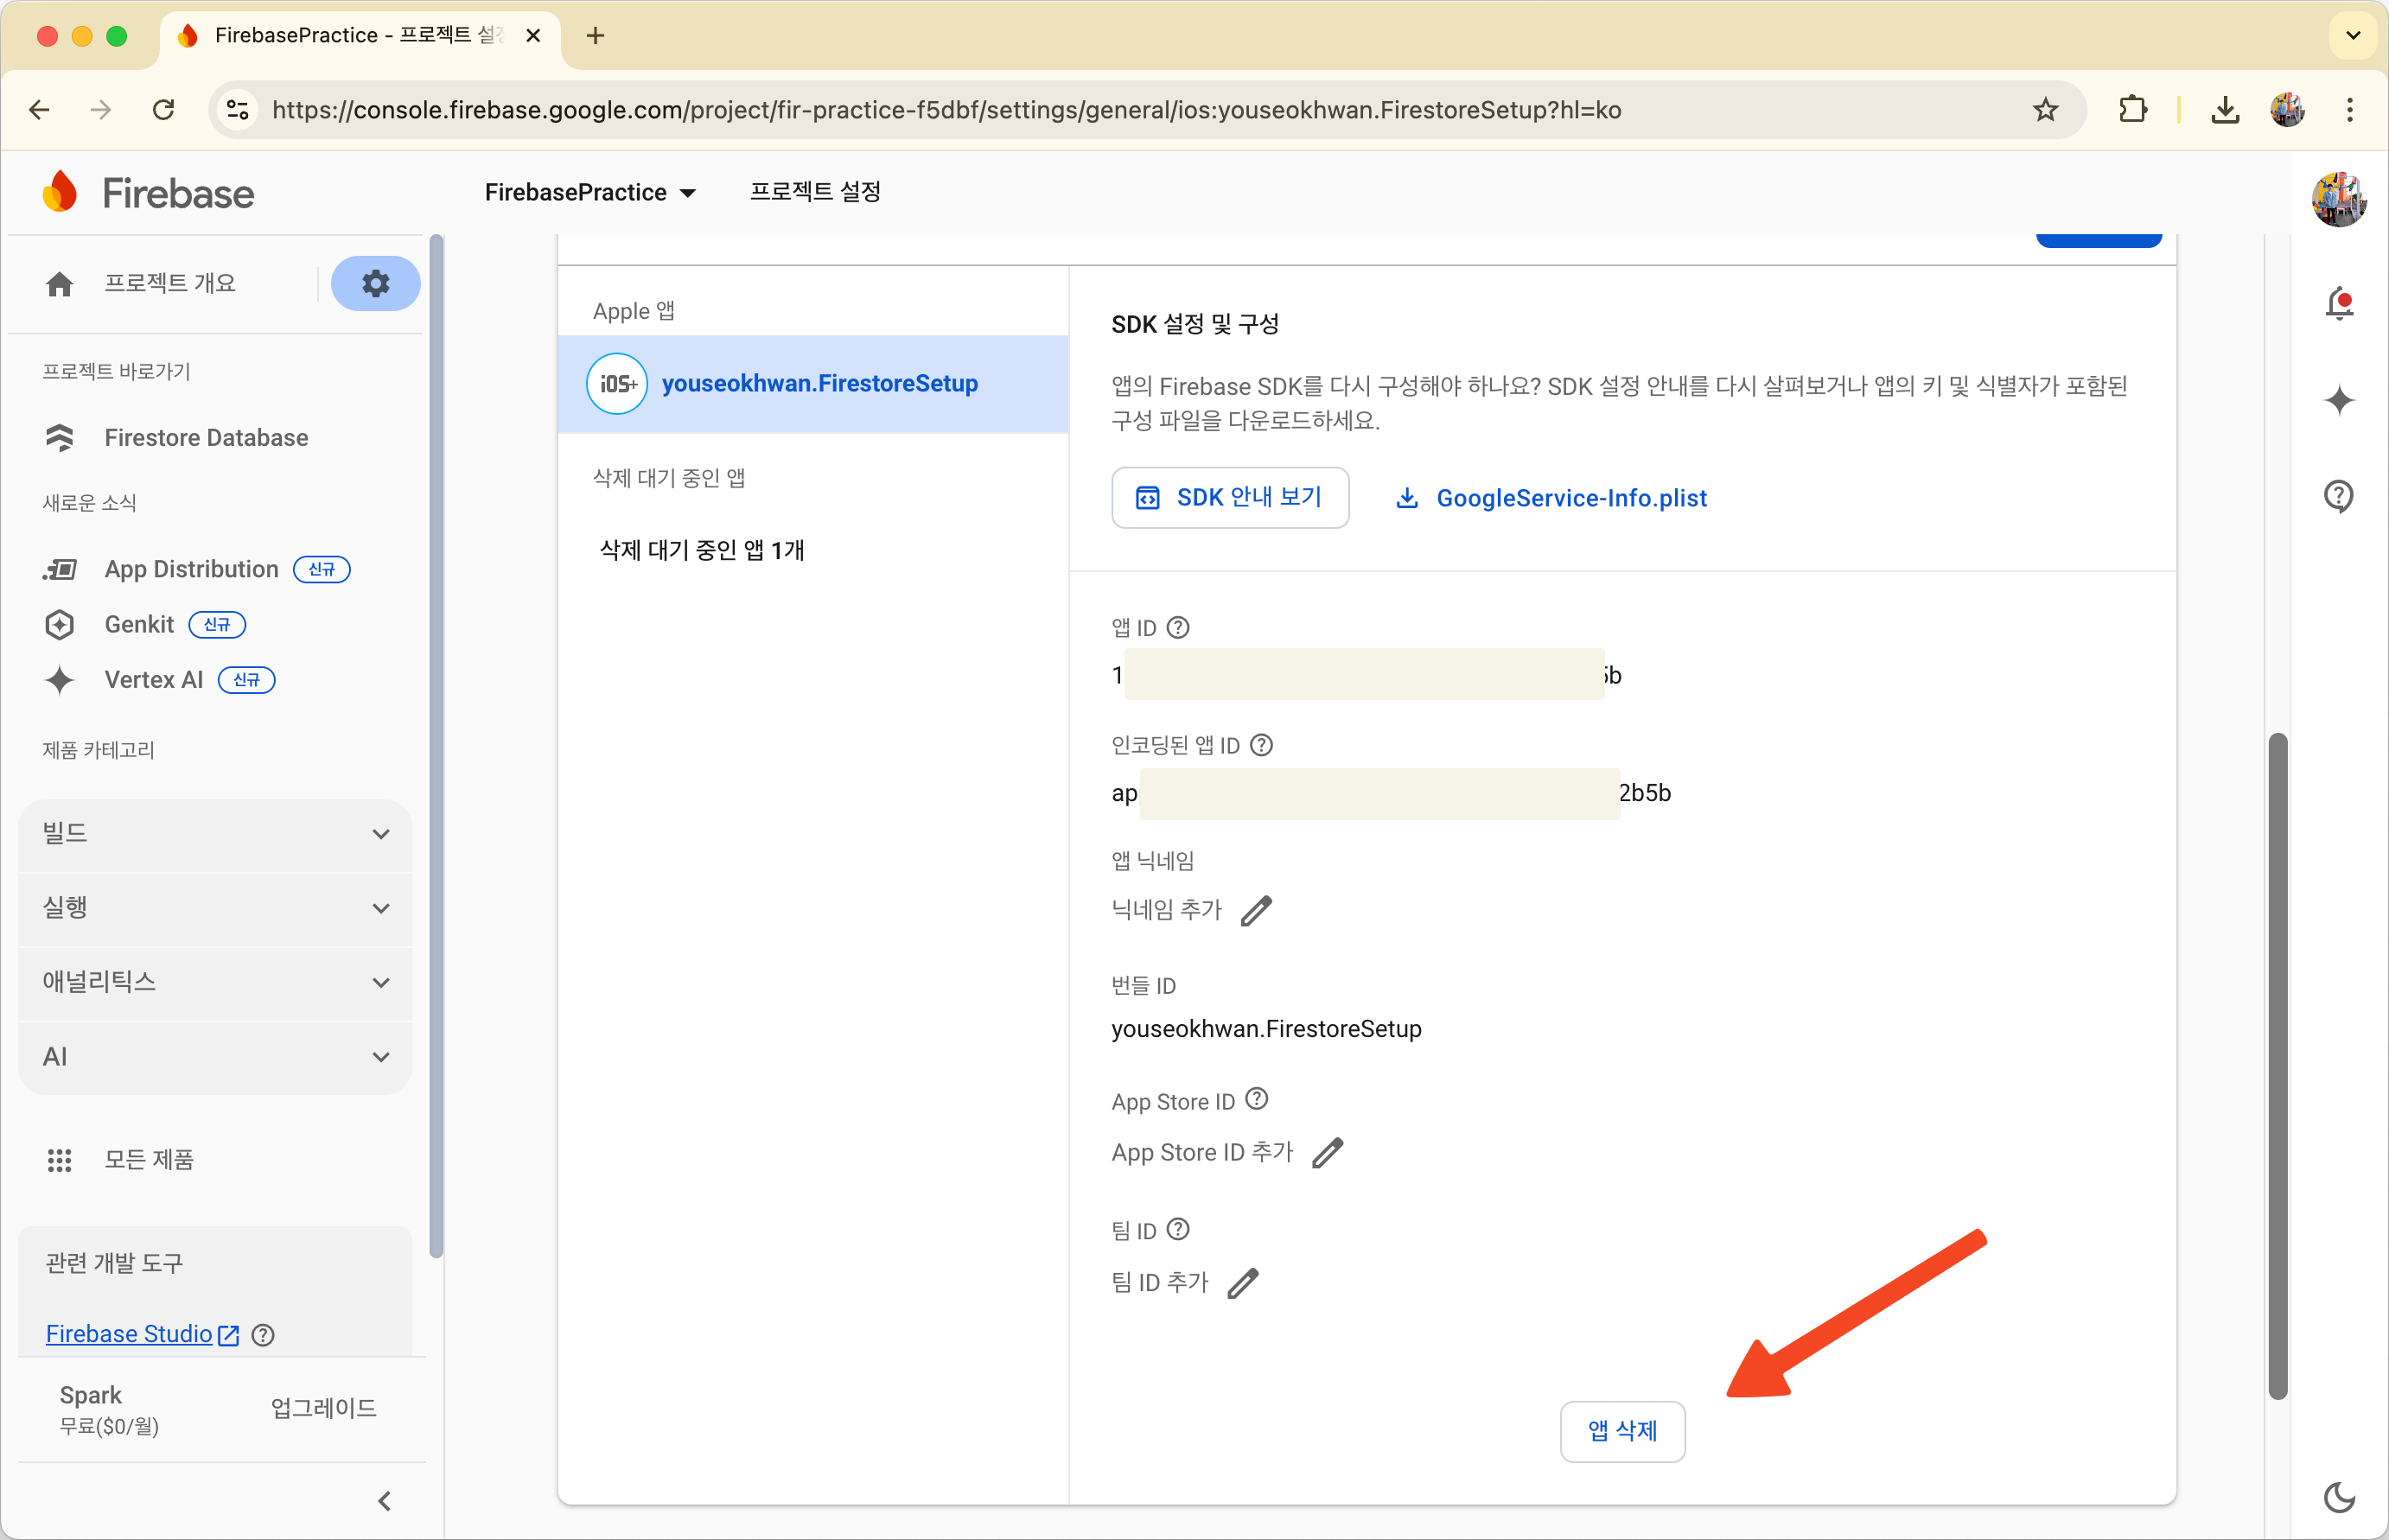 FirebasePractice - 프로젝트 설정
https://console.firebase.google.com/project/fir-practice-f5dbf/settings/general/ios:youseokhwan.FirestoreSetup?hl=ko
Firebase
FirebasePractice
프로젝트 설정
프로젝트 개요
프로젝트 바로가기
Firestore Database
새로운 소식
App Distribution 신규
Genkit 신규
Vertex AI 신규
제품 카테고리
빌드
실행
애널리틱스
AI
모든 제품
관련 개발 도구
Firebase Studio
Spark
무료($0/월)
업그레이드
Apple 앱
iOS+ youseokhwan.FirestoreSetup
삭제 대기 중인 앱
삭제 대기 중인 앱 1개
SDK 설정 및 구성
앱의 Firebase SDK를 다시 구성해야 하나요? SDK 설정 안내를 다시 살펴보거나 앱의 키 및 식별자가 포함된
구성 파일을 다운로드하세요.
SDK 안내 보기
GoogleService-Info.plist
앱 ID
1 5b
인코딩된 앱 ID
ap 2b5b
앱 닉네임
닉네임 추가
번들 ID
youseokhwan.FirestoreSetup
App Store ID
App Store ID 추가
팀 ID
팀 ID 추가
앱 삭제